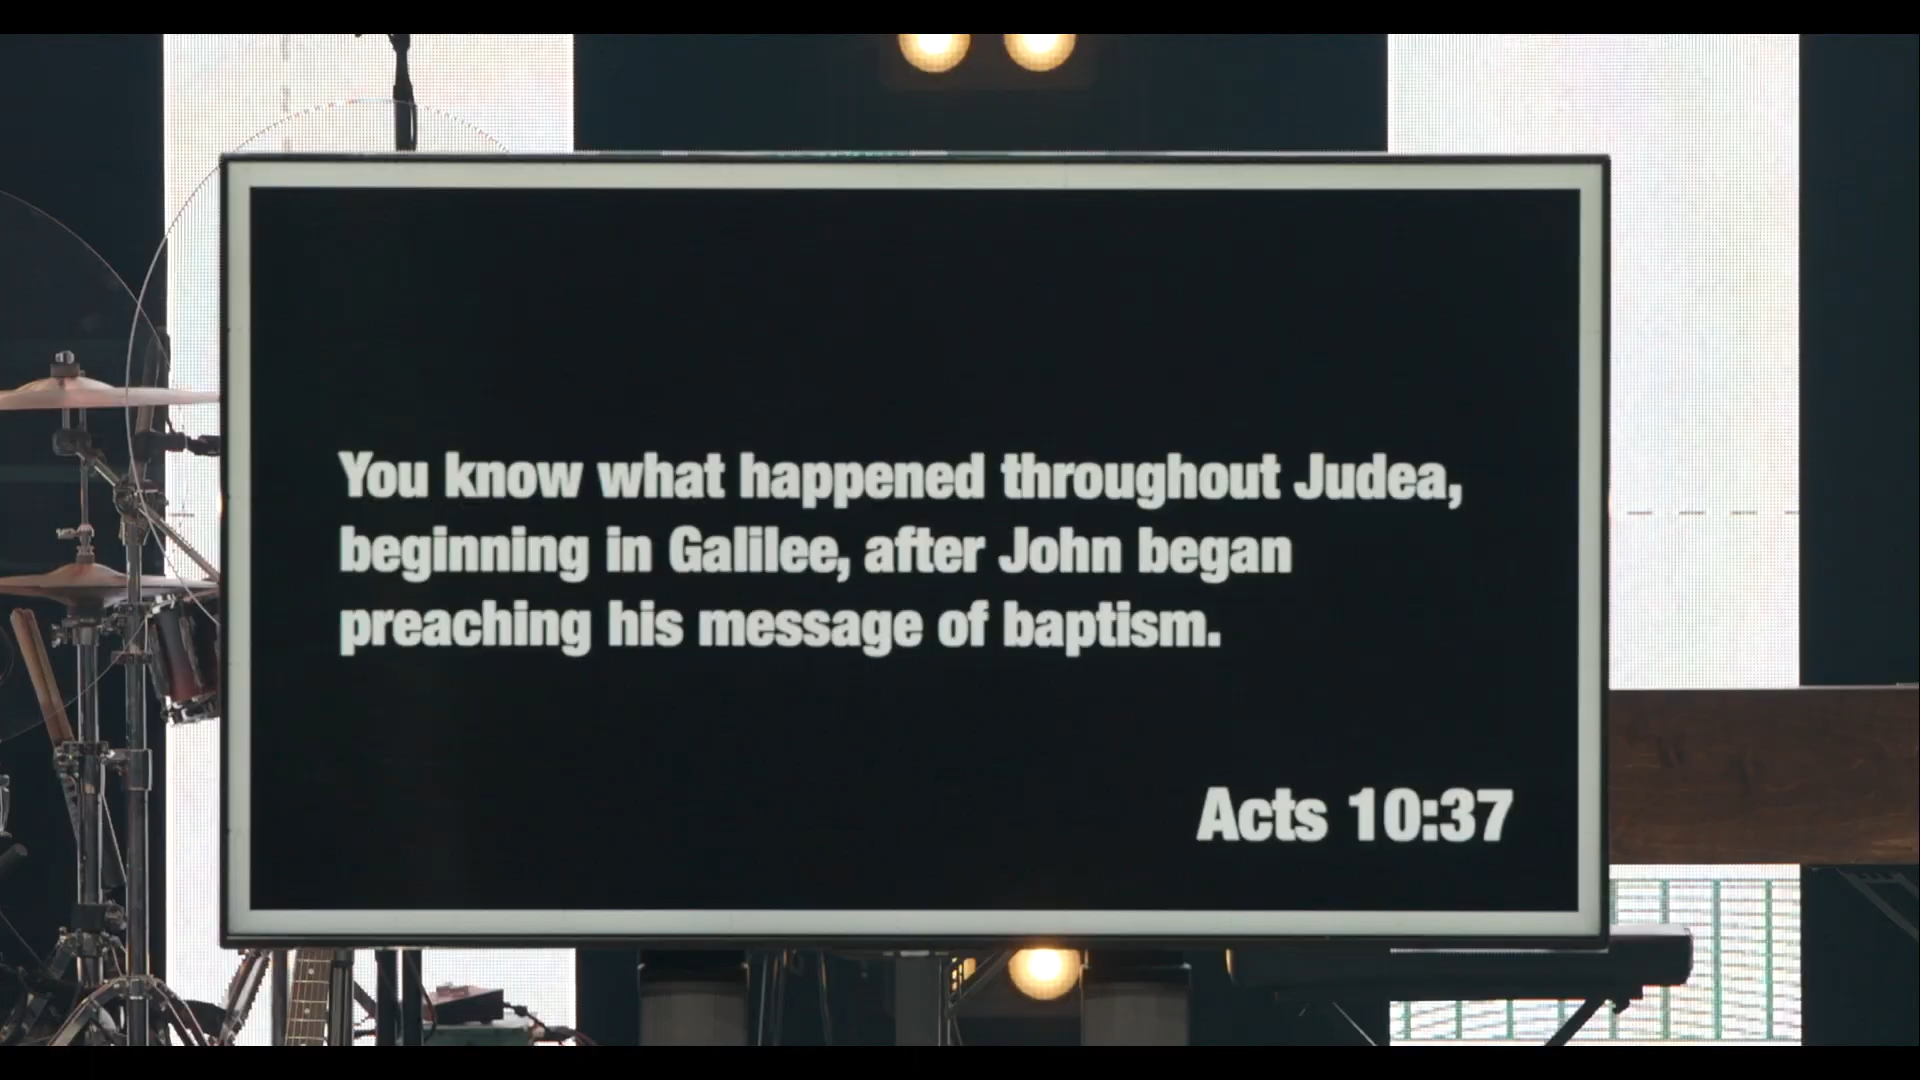 You know what happened throughout Judea,
beginning in Galilee, after John began
preaching his message of baptism.
Acts 10:37